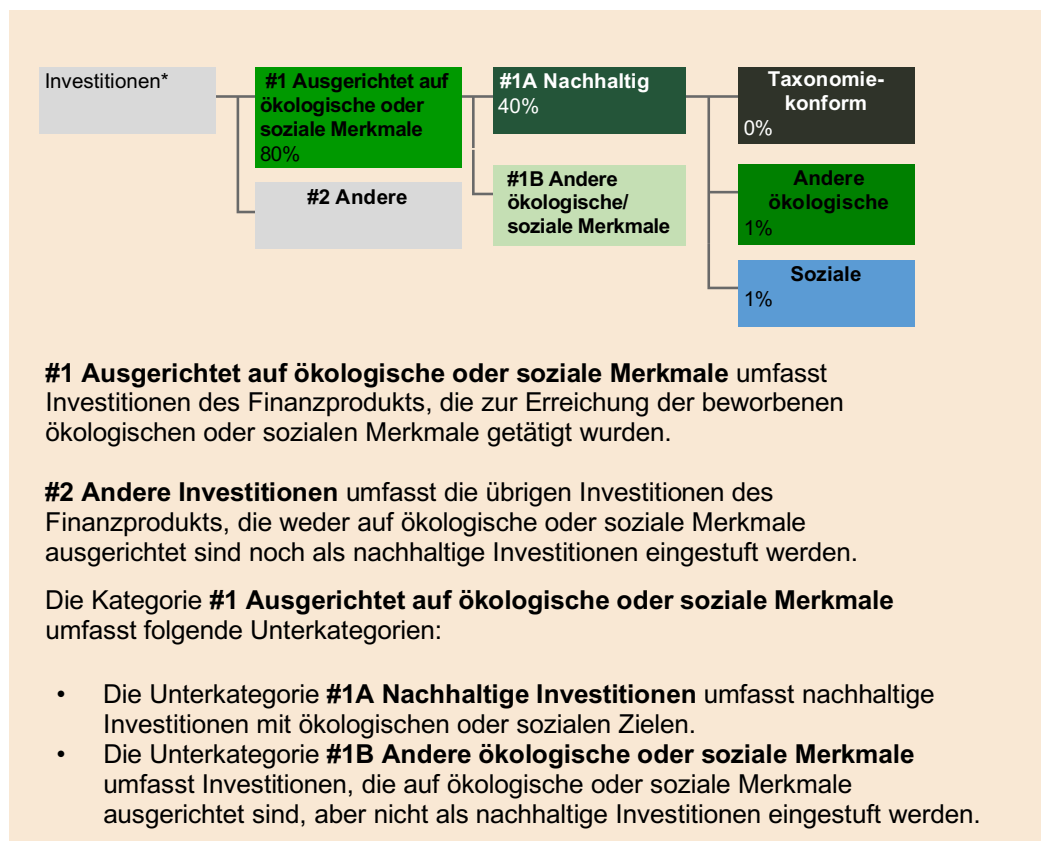 Investitionen*
#1 Ausgerichtet auf
ökologische oder
soziale Merkmale
80%
#2 Andere
#1A Nachhaltig
40%
#1B Andere
ökologische/
soziale Merkmale
Taxonomie-
konform
0%
Andere
ökologische
1%
Soziale
1%
#1 Ausgerichtet auf ökologische oder soziale Merkmale umfasst
Investitionen des Finanzprodukts, die zur Erreichung der beworbenen
ökologischen oder sozialen Merkmale getätigt wurden.
#2 Andere Investitionen umfasst die übrigen Investitionen des
Finanzprodukts, die weder auf ökologische oder soziale Merkmale
ausgerichtet sind noch als nachhaltige Investitionen eingestuft werden.
Die Kategorie #1 Ausgerichtet auf ökologische oder soziale Merkmale
umfasst folgende Unterkategorien:
• Die Unterkategorie #1A Nachhaltige Investitionen umfasst nachhaltige
Investitionen mit ökologischen oder sozialen Zielen.
• Die Unterkategorie #1B Andere ökologische oder soziale Merkmale
umfasst Investitionen, die auf ökologische oder soziale Merkmale
ausgerichtet sind, aber nicht als nachhaltige Investitionen eingestuft werden.